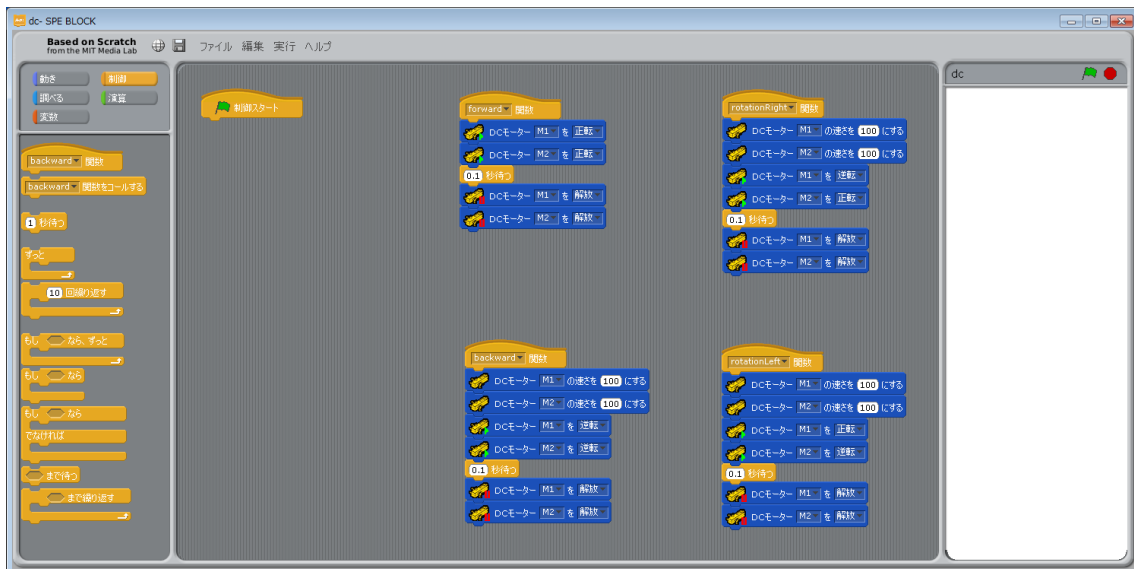 dc- SPE BLOCK
Based on Scratch
from the MIT Media Lab
ファイル 編集 実行 ヘルプ
動き 制御
調べる 演算
変数
backward 関数
backward 関数をコールする
1 秒待つ
ずっと
10 回繰り返す
もし なら、ずっと
もし なら
もし なら
でなければ
まで待つ
まで繰り返す
制御スタート
forward 関数
DCモーター M1 を 正転
DCモーター M2 を 正転
0.1 秒待つ
DCモーター M1 を 解放
DCモーター M2 を 解放
backward 関数
DCモーター M1 の速さを 100 にする
DCモーター M2 の速さを 100 にする
DCモーター M1 を 逆転
DCモーター M2 を 逆転
0.1 秒待つ
DCモーター M1 を 解放
DCモーター M2 を 解放
rotationRight 関数
DCモーター M1 の速さを 100 にする
DCモーター M2 の速さを 100 にする
DCモーター M1 を 逆転
DCモーター M2 を 正転
0.1 秒待つ
DCモーター M1 を 解放
DCモーター M2 を 解放
rotationLeft 関数
DCモーター M1 の速さを 100 にする
DCモーター M2 の速さを 100 にする
DCモーター M1 を 正転
DCモーター M2 を 逆転
0.1 秒待つ
DCモーター M1 を 解放
DCモーター M2 を 解放
dc